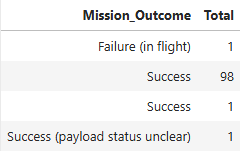 Mission_Outcome Total
Failure (in flight) 1
Success 98
Success 1
Success (payload status unclear) 1